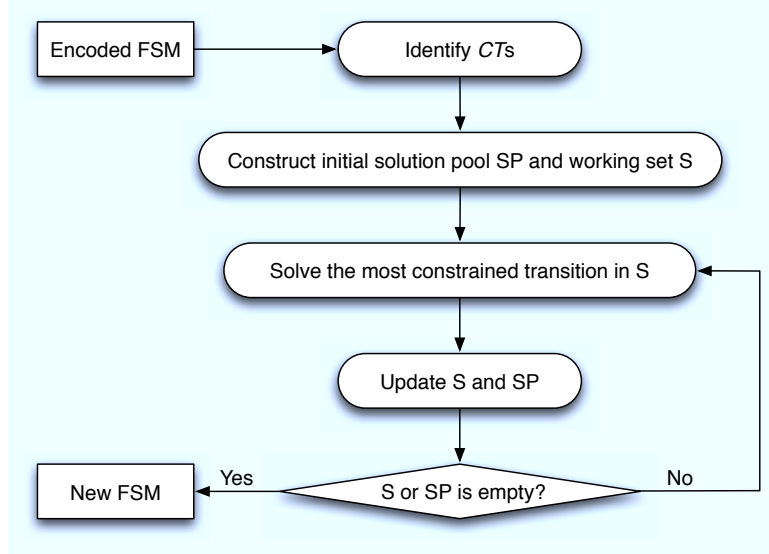 Encoded FSM
Identify CTs
Construct initial solution pool SP and working set S
Solve the most constrained transition in S
Update S and SP
S or SP is empty?
Yes
No
New FSM